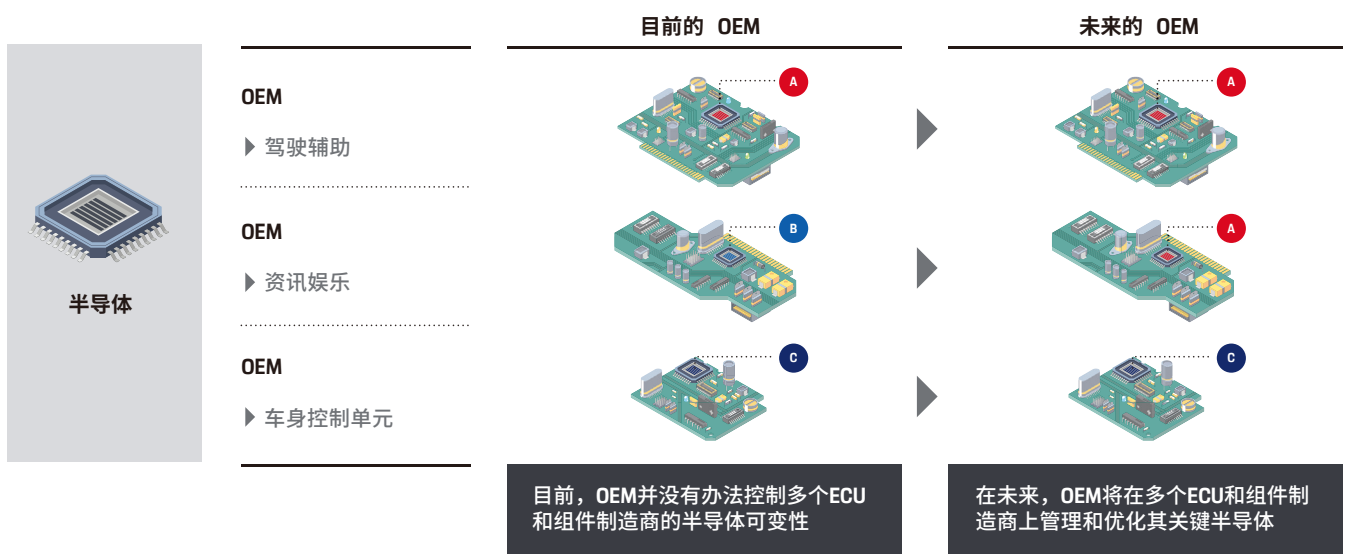 目前的 OEM
未来的 OEM
半导体
OEM
驾驶辅助
A
A
OEM
资讯娱乐
B
A
OEM
车身控制单元
C
C
目前，OEM并没有办法控制多个ECU
和组件制造商的半导体可变性
在未来，OEM将在多个ECU和组件制
造商上管理和优化其关键半导体